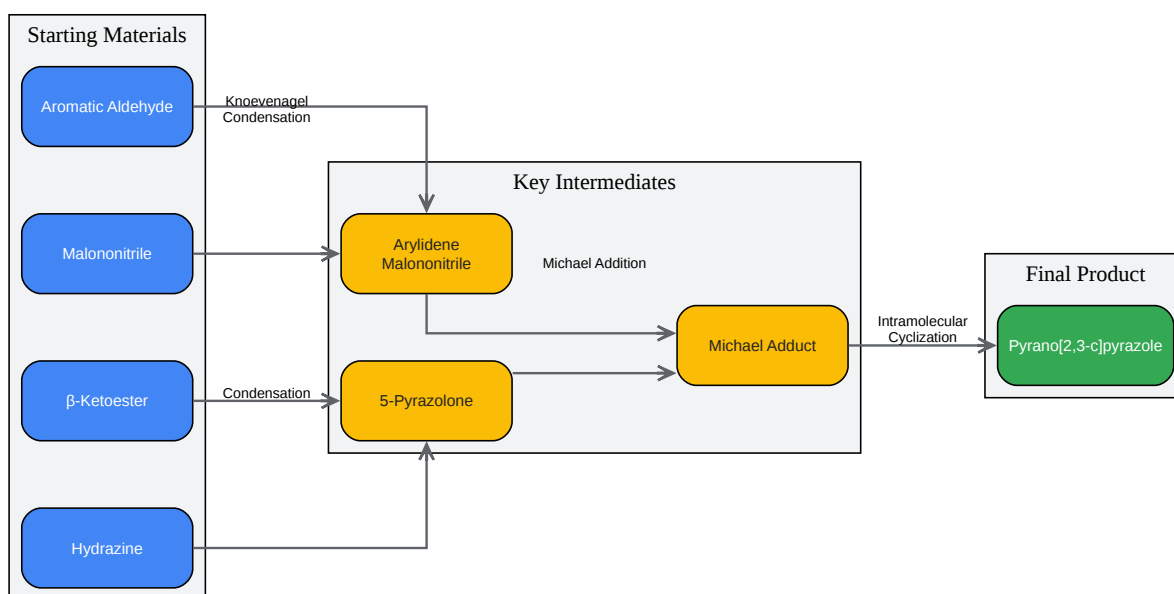 Starting Materials
Aromatic Aldehyde
Knoevenagel
Condensation
Malononitrile
β-Ketoester
Condensation
Hydrazine
Key Intermediates
Arylidene
Malononitrile
Michael Addition
5-Pyrazolone
Michael Adduct
Intramolecular
Cyclization
Final Product
Pyrano[2,3-c]pyrazole